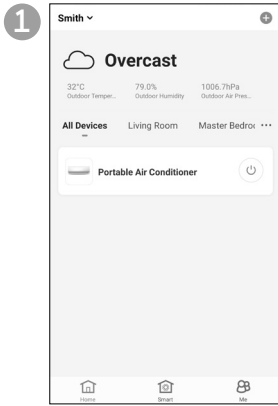 1
Smith
Overcast
32°C 79.0% 1006.7hPa
Outdoor Temper... Outdoor Humidity Outdoor Air Pres...
All Devices Living Room Master Bedroo ...
Portable Air Conditioner
Home Smart Me